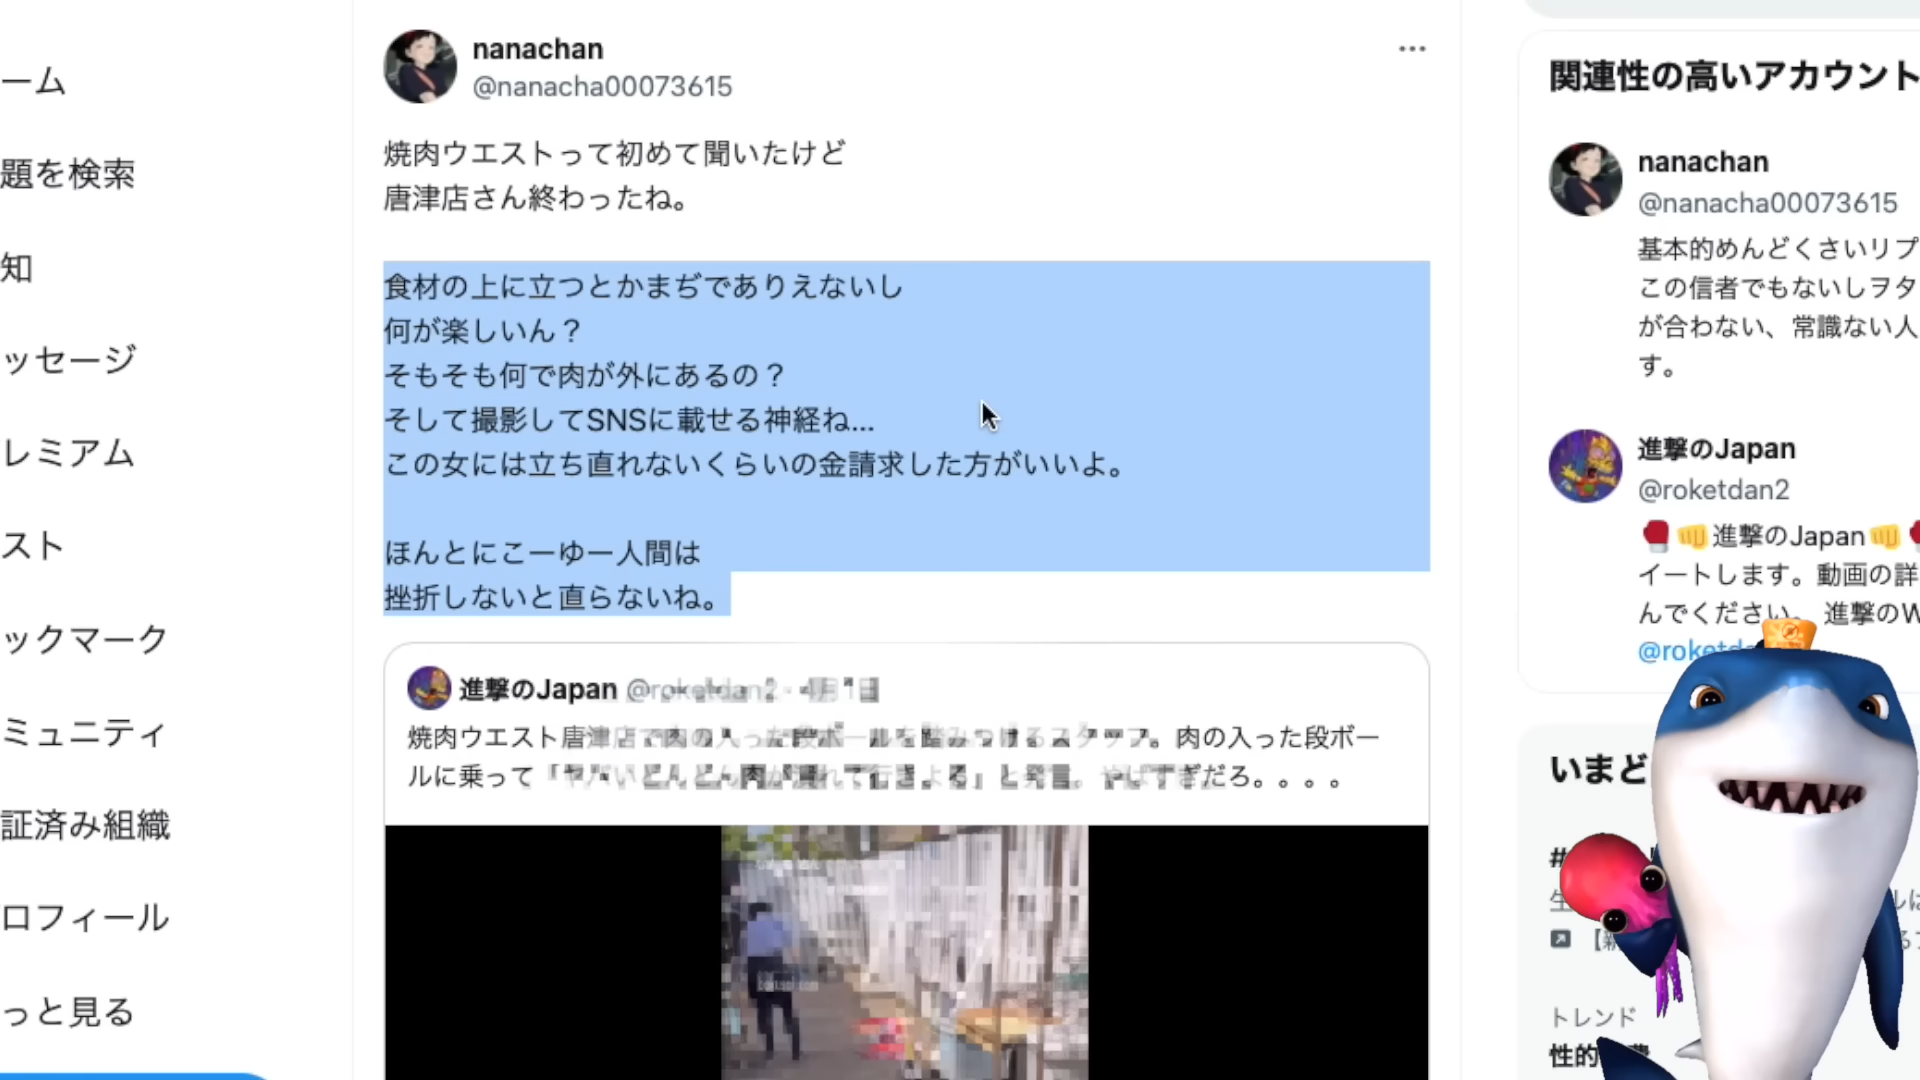 ーム
題を検索
知
ッセージ
レミアム
スト
ックマーク
ミュニティ
証済み組織
ロフィール
っと見る
nanachan
@nanacha00073615
焼肉ウエストって初めて聞いたけど
唐津店さん終わったね。
食材の上に立つとかまぢでありえないし
何が楽しいん？
そもそも何で肉が外にあるの？
そして撮影してSNSに載せる神経ね...
この女には立ち直れないくらいの金請求した方がいいよ。
ほんとにこーゆー人間は
挫折しないと直らないね。
進撃のJapan @roketdan2 · 4月1日
焼肉ウエスト唐津店で肉の入った段ボールを踏みつけるスタッフ。肉の入った段ボー
ルに乗って「ヤバいどんどん肉が潰れて行きよる」と発言。やばすぎだろ。。。。
関連性の高いアカウント
nanachan
@nanacha00073615
基本的めんどくさいリプ
この信者でもないしヲタ
が合わない、常識ない人
す。
進撃のJapan
@roketdan2
進撃のJapan
イートします。動画の詳
んでください。 進撃のW
いまど
トレンド
性的